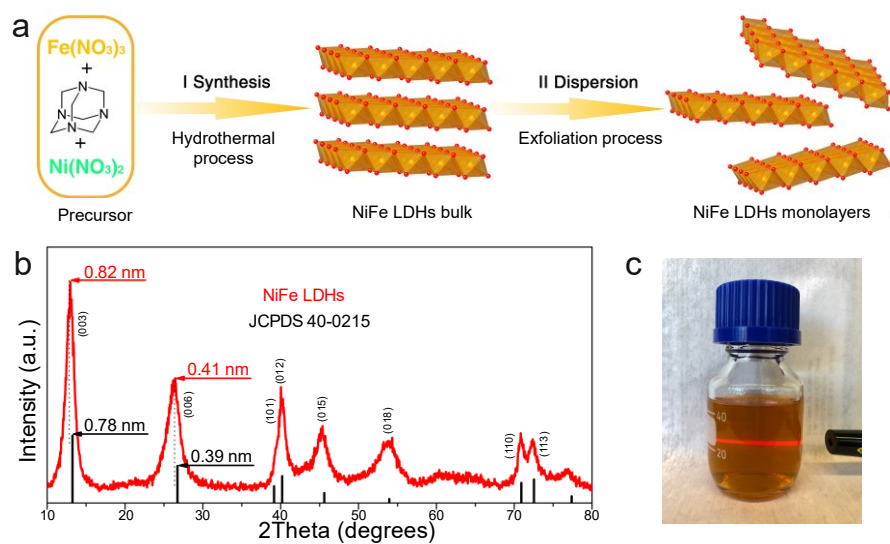 a
Fe(NO₃)₃
+
N
N
N
N
+
Ni(NO₃)₂
Precursor
I Synthesis
Hydrothermal
process
NiFe LDHs bulk
II Dispersion
Exfoliation process
NiFe LDHs monolayers
b
Intensity (a.u.)
0.82 nm
(003)
0.78 nm
0.41 nm
(006)
0.39 nm
NiFe LDHs
JCPDS 40-0215
(101)
(012)
(015)
(018)
(110)
(113)
10 20 30 40 50 60 70 80
2Theta (degrees)
c
40
20